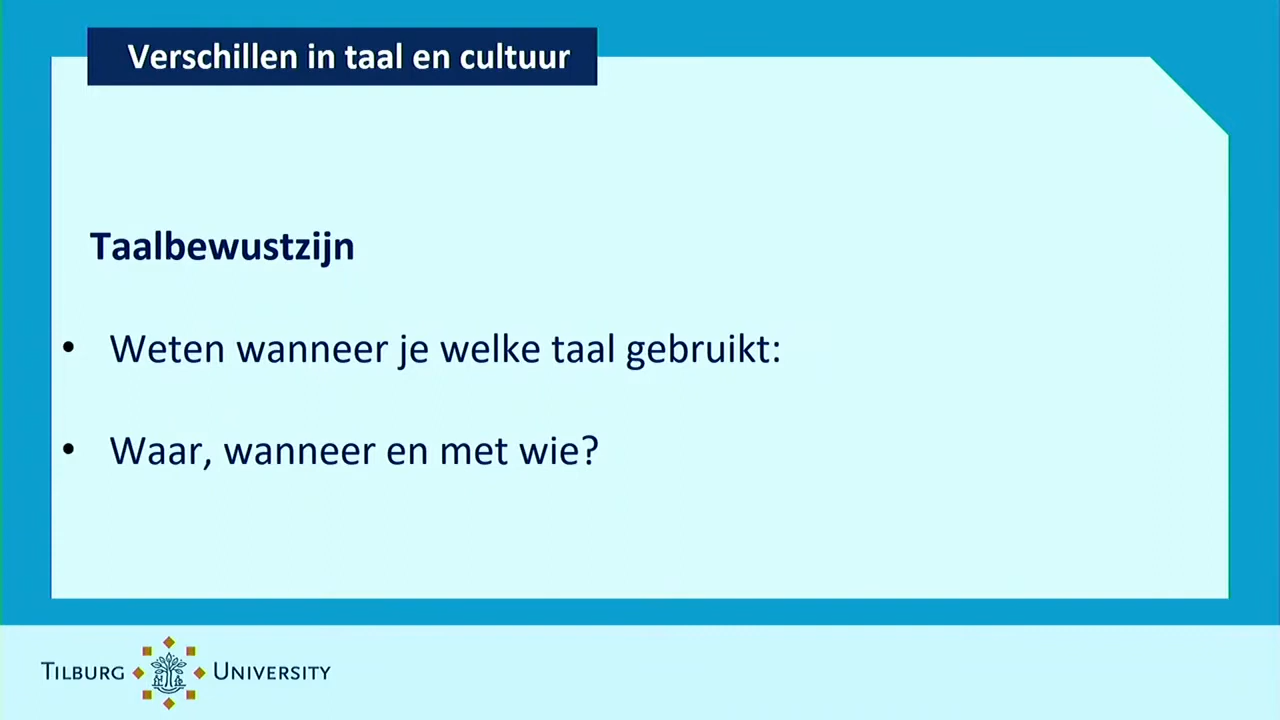 Verschillen in taal en cultuur
Taalbewustzijn
• Weten wanneer je welke taal gebruikt:
• Waar, wanneer en met wie?
TILBURG UNIVERSITY